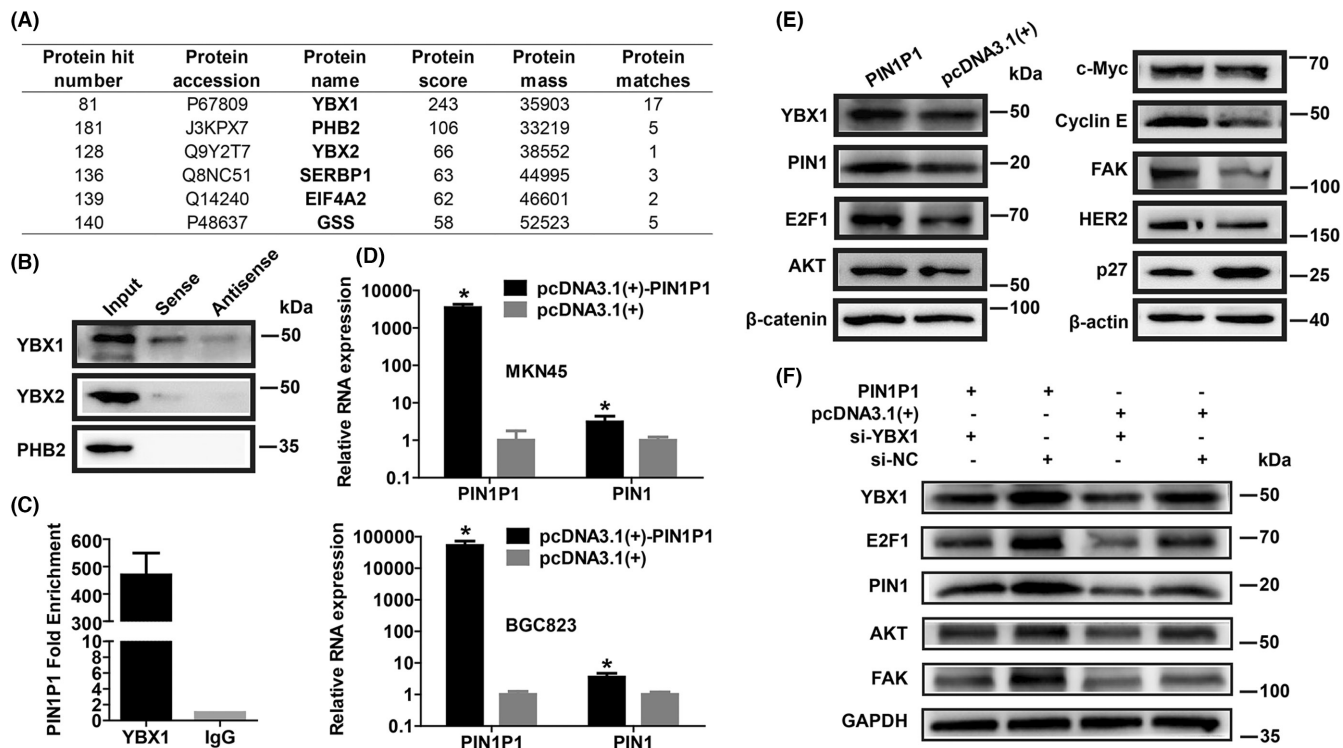 (A)
Protein hit number Protein accession Protein name Protein score Protein mass Protein matches
81 P67809 YBX1 243 35903 17
181 J3KPX7 PHB2 106 33219 5
128 Q9Y2T7 YBX2 66 38552 1
136 Q8NC51 SERBP1 63 44995 3
139 Q14240 EIF4A2 62 46601 2
140 P48637 GSS 58 52523 5
(B)
Input Sense Antisense kDa
YBX1 50
YBX2 50
PHB2 35
(C)
PIN1P1 Fold Enrichment
600
500
400
300
10
8
6
4
2
0
YBX1 IgG
(D)
Relative RNA expression
10000
1000
100
10
1
0.1
* *
pcDNA3.1(+)-PIN1P1
pcDNA3.1(+)
MKN45
PIN1P1 PIN1
Relative RNA expression
100000
10000
1000
100
10
1
0.1
* *
pcDNA3.1(+)-PIN1P1
pcDNA3.1(+)
BGC823
PIN1P1 PIN1
(E)
PIN1P1 pcDNA3.1(+) kDa
YBX1 50
PIN1 20
E2F1 70
AKT 50
β-catenin 100
c-Myc 70
Cyclin E 50
FAK 100
HER2 150
p27 25
β-actin 40
(F)
PIN1P1 + + - -
pcDNA3.1(+) - - + +
si-YBX1 + - + -
si-NC - + - + kDa
YBX1 50
E2F1 70
PIN1 20
AKT 50
FAK 100
GAPDH 35